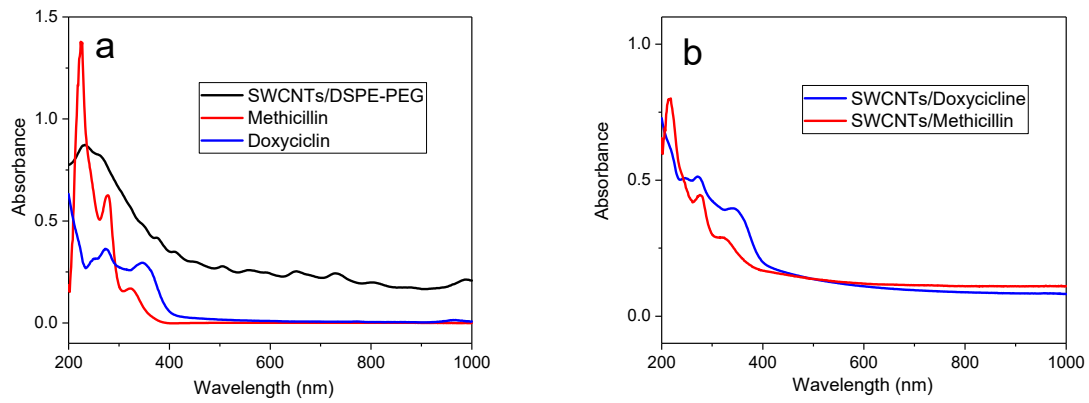 a
1.5
1.0
0.5
0.0
Absorbance
SWCNTs/DSPE-PEG
Methicillin
Doxyciclin
200 400 600 800 1000
Wavelength (nm)
b
1.0
0.5
0.0
Absorbance
SWCNTs/Doxycicline
SWCNTs/Methicillin
200 400 600 800 1000
Wavelength (nm)